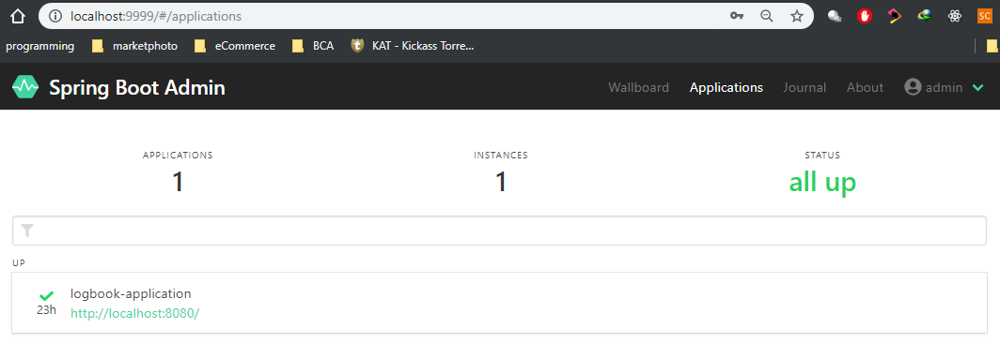 localhost:9999/#/applications
SC
programming marketphoto eCommerce BCA KAT - Kickass Torre...
Spring Boot Admin Wallboard Applications Journal About admin
APPLICATIONS INSTANCES STATUS
1 1 all up
UP
logbook-application
23h
http://localhost:8080/